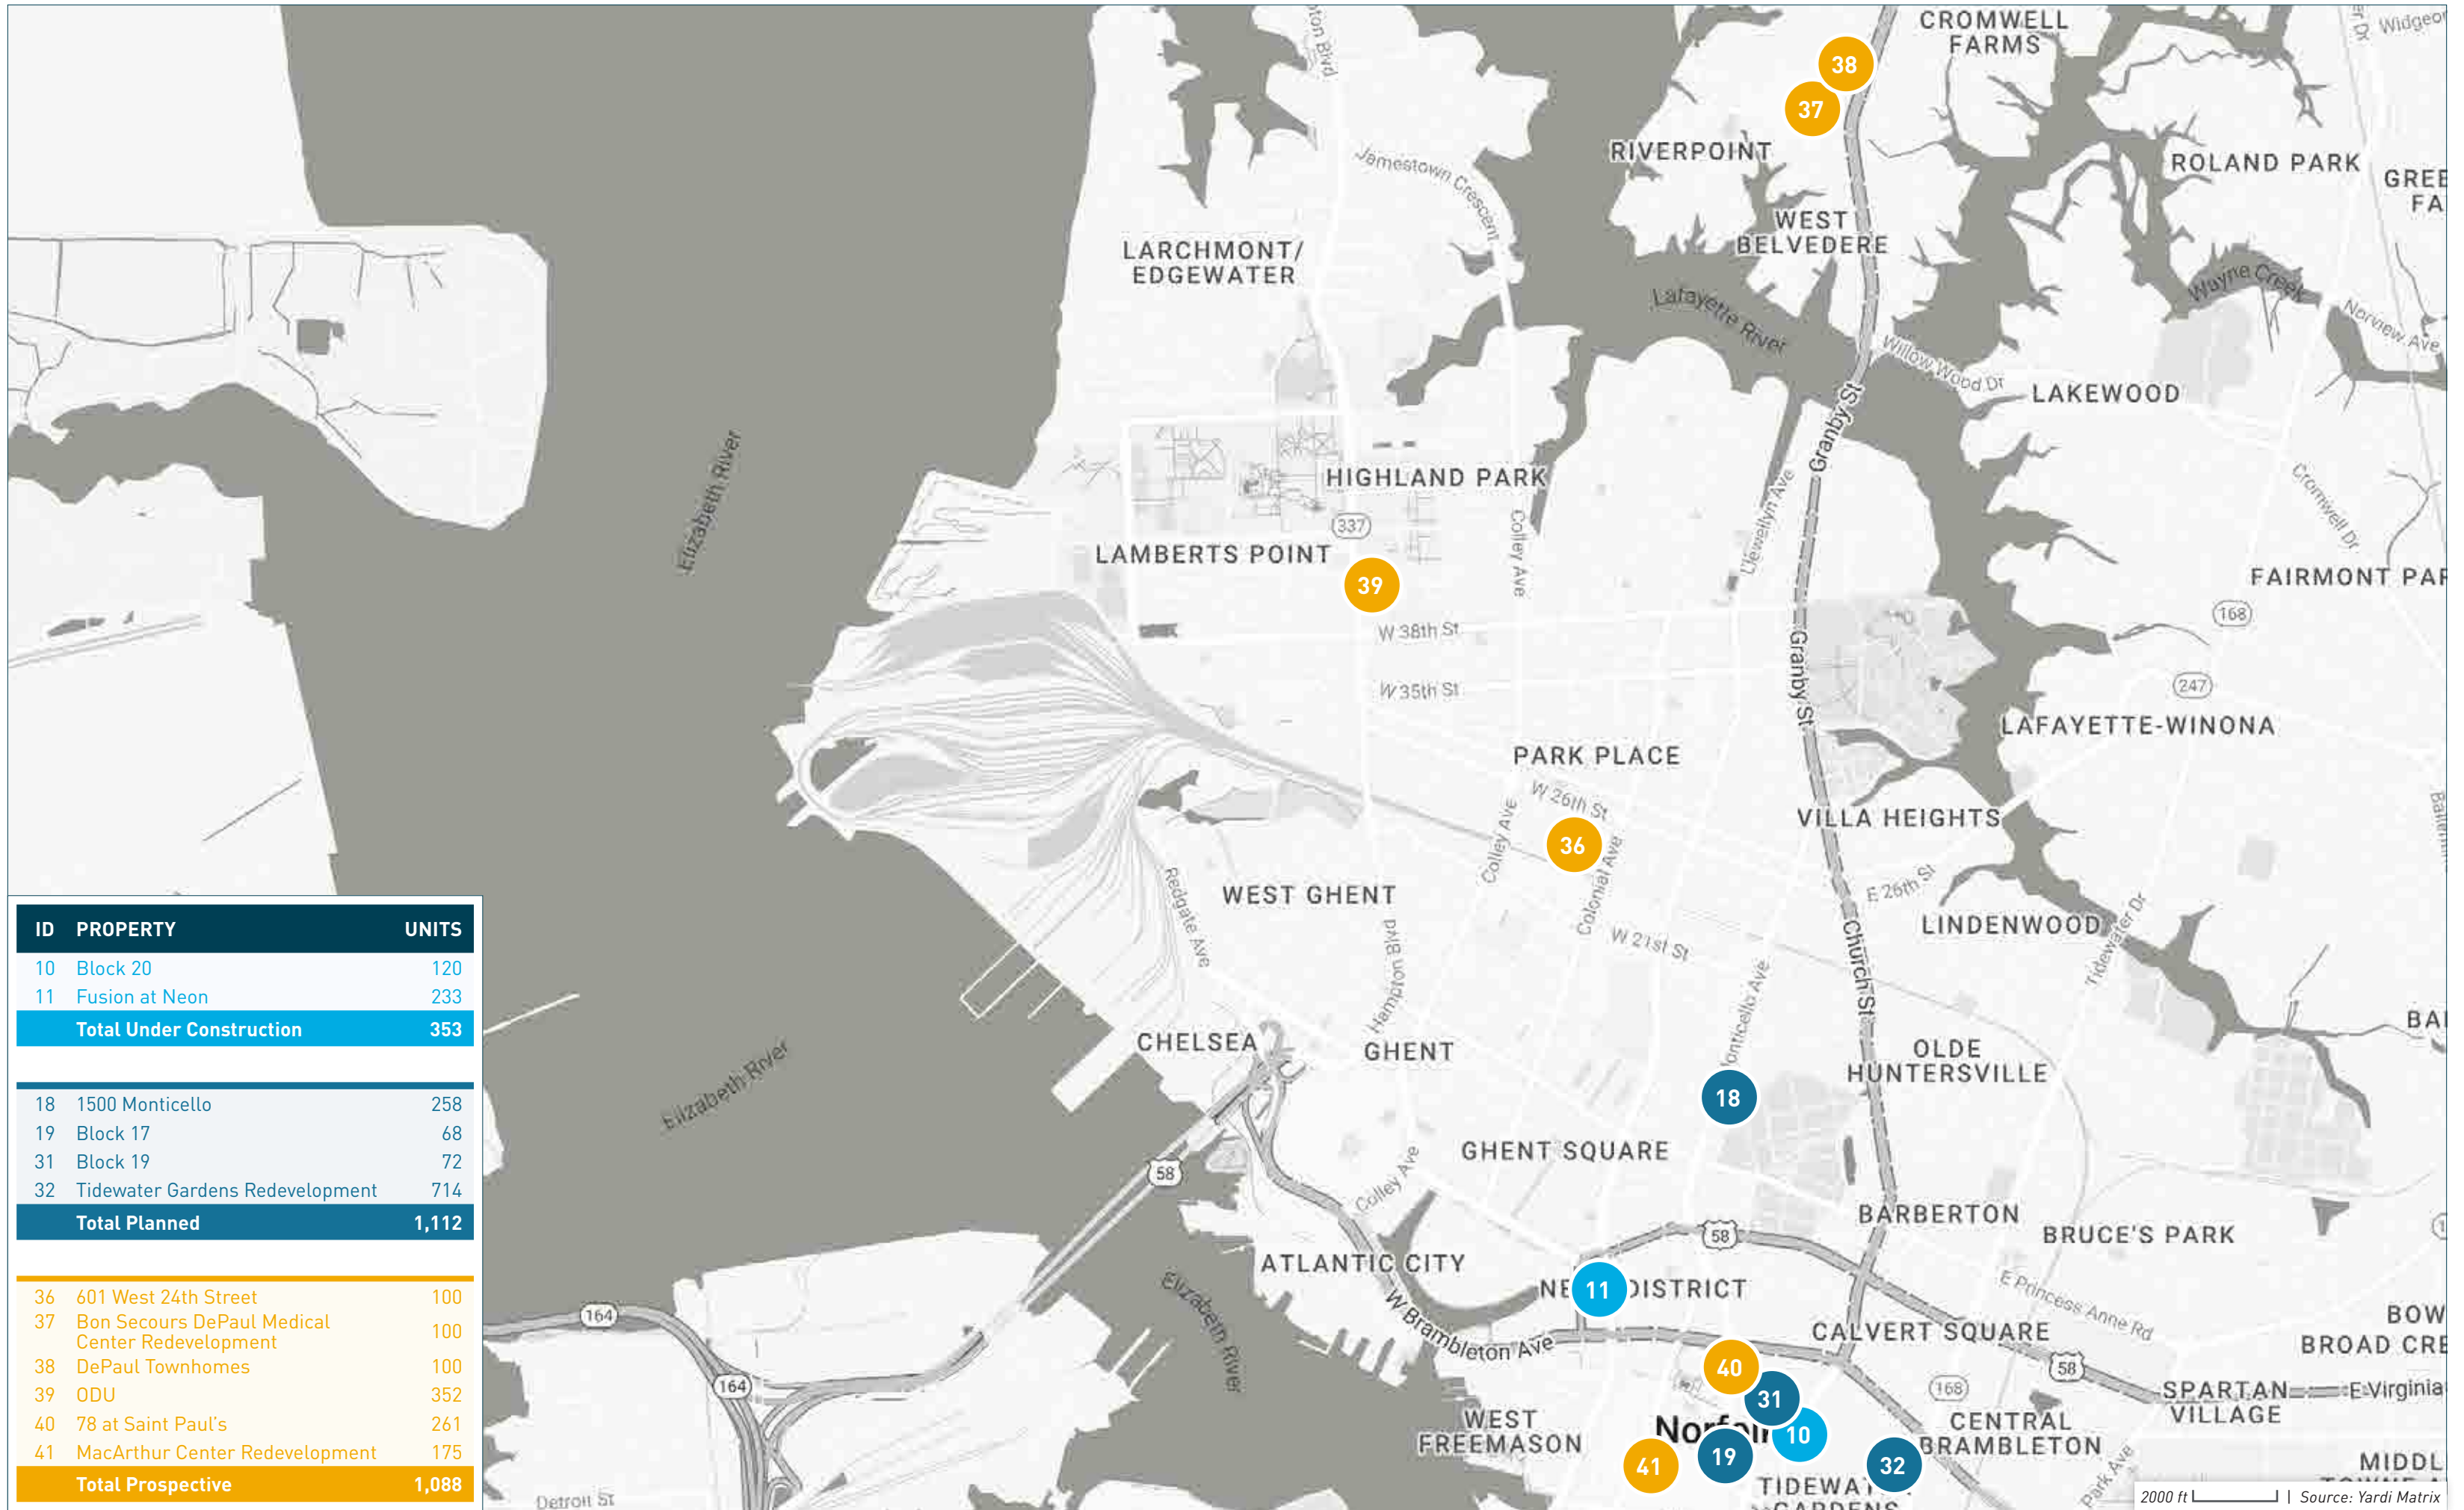 CROMWELL
FARMS
Widgeon
er Dr
38
37
ton Blvd
RIVERPOINT
Jamestown Crescent
ROLAND PARK
GREE
FA
WEST
BELVEDERE
LARCHMONT/
EDGEWATER
Lafayette River
Wayne Creek
Norview Ave
Willow Wood Dr
LAKEWOOD
Granby St
Elizabeth River
HIGHLAND PARK
Llewellyn Ave
Cromwell Dr
337
Colley Ave
LAMBERTS POINT
39
FAIRMONT PAR
168
W 38th St
Granby St
W 35th St
247
LAFAYETTE-WINONA
PARK PLACE
W 26th St
Colley Ave
VILLA HEIGHTS
36
Colonial Ave
Redgate Ave
WEST GHENT
E 26th St
LINDENWOOD
Tidewater Dr
W 21st St
Hampton Blvd
Church St
onticello Ave
BAL
CHELSEA
GHENT
OLDE
HUNTERSVILLE
Elizabeth River
18
GHENT SQUARE
58
Colley Ave
BARBERTON
BRUCE'S PARK
58
ATLANTIC CITY
NE
11
DISTRICT
E Princess Anne Rd
Elizabeth River
W Brambleton Ave
CALVERT SQUARE
BOW
BROAD CRE
164
40
58
164
31
168
SPARTAN
VILLAGE
E Virginia
WEST
FREEMASON
Norfol
10
CENTRAL
BRAMBLETON
41
19
32
MIDDL
TIDEWAT
GARDENS
Park Ave
Detroit St
ID PROPERTY UNITS
10 Block 20 120
11 Fusion at Neon 233
Total Under Construction 353
18 1500 Monticello 258
19 Block 17 68
31 Block 19 72
32 Tidewater Gardens Redevelopment 714
Total Planned 1,112
36 601 West 24th Street 100
37 Bon Secours DePaul Medical
Center Redevelopment 100
38 DePaul Townhomes 100
39 ODU 352
40 78 at Saint Paul's 261
41 MacArthur Center Redevelopment 175
Total Prospective 1,088
2000 ft | Source: Yardi Matrix